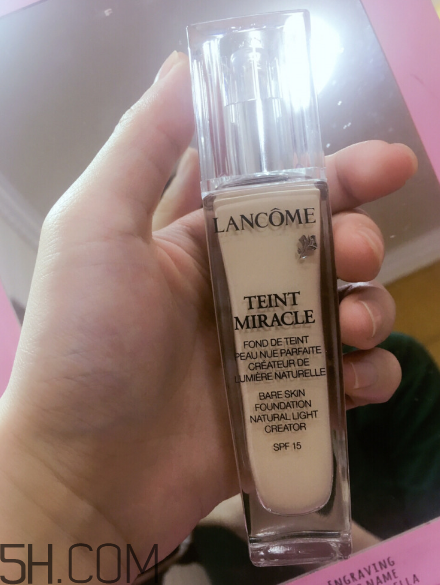 LANCÔME
TEINT
MIRACLE
FOND DE TEINT
PEAU NUE PARFAITE
CRÉATEUR DE
LUMIÈRE NATURELLE
BARE SKIN
FOUNDATION
NATURAL LIGHT
CREATOR
SPF 15
5H.COM
ENGRAVING
NAME
ELLA